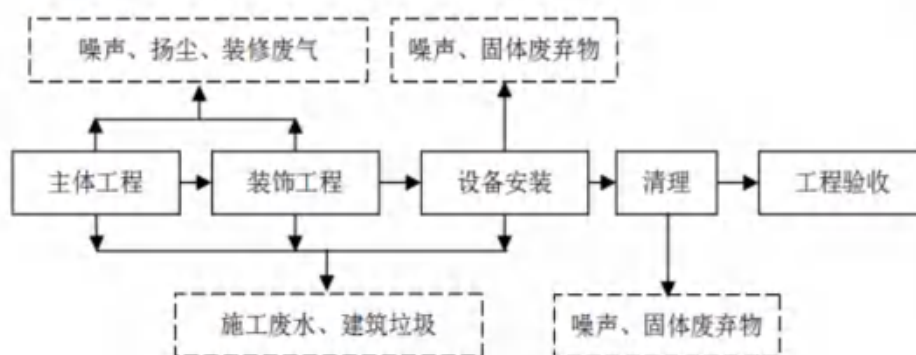 噪声、扬尘、装修废气
噪声、固体废弃物
主体工程
装饰工程
设备安装
清理
工程验收
施工废水、建筑垃圾
噪声、固体废弃物